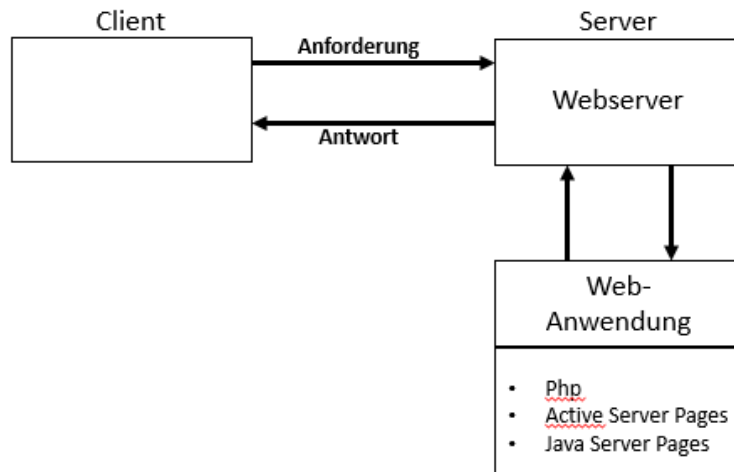 Client
Server
Anforderung
Webserver
Antwort
Web-
Anwendung
• Php
• Active Server Pages
• Java Server Pages